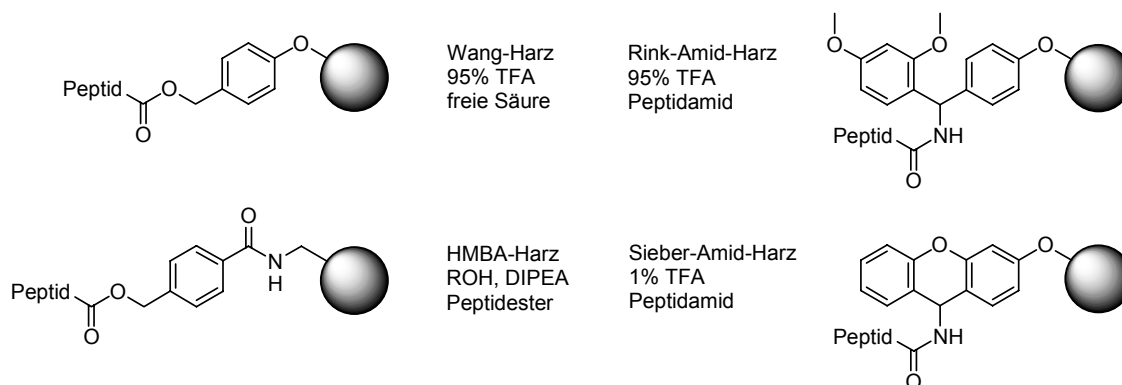 Peptid
O
O
O
Wang-Harz
95% TFA
freie Säure
Rink-Amid-Harz
95% TFA
Peptidamid
O
O
O
Peptid
NH
O
Peptid
O
O
O
N
H
HMBA-Harz
ROH, DIPEA
Peptidester
Sieber-Amid-Harz
1% TFA
Peptidamid
O
O
Peptid
NH
O